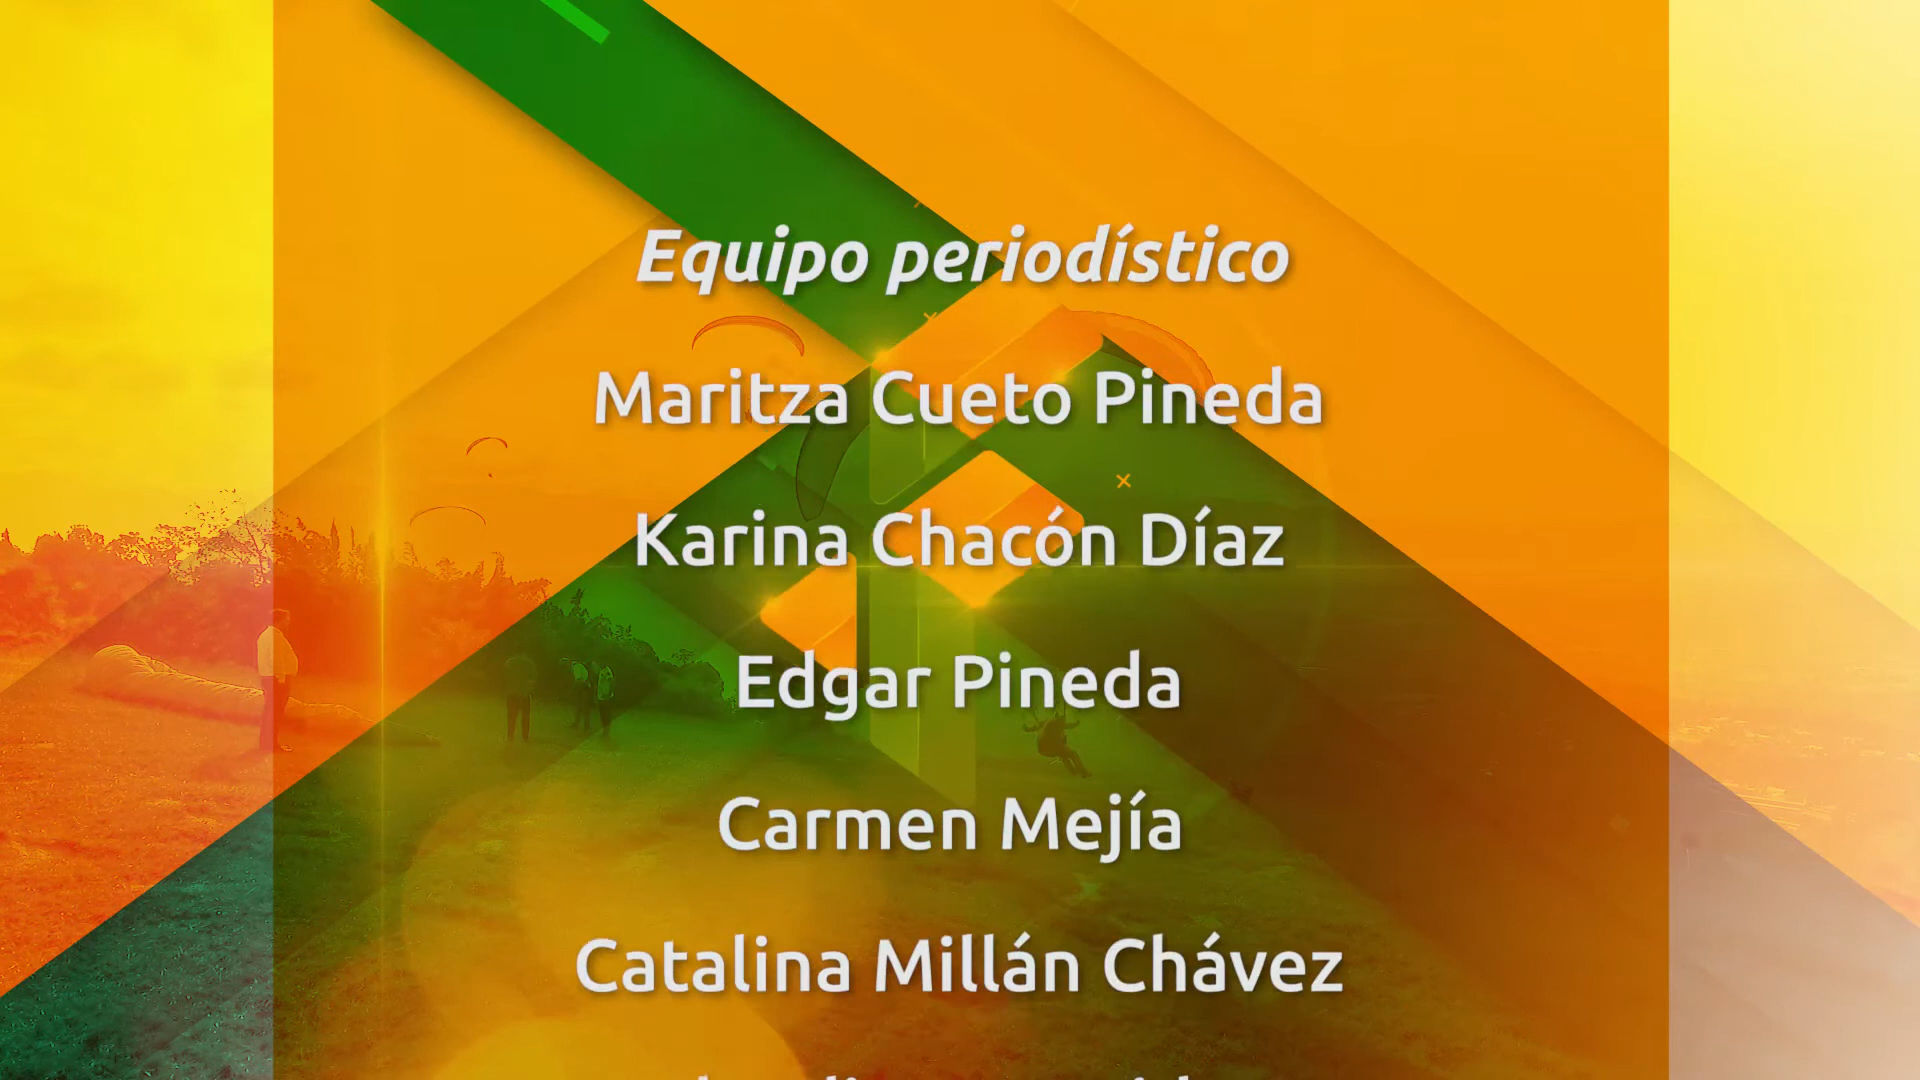 Equipo periodístico
Maritza Cueto Pineda
Karina Chacón Díaz
Edgar Pineda
Carmen Mejía
Catalina Millán Chávez